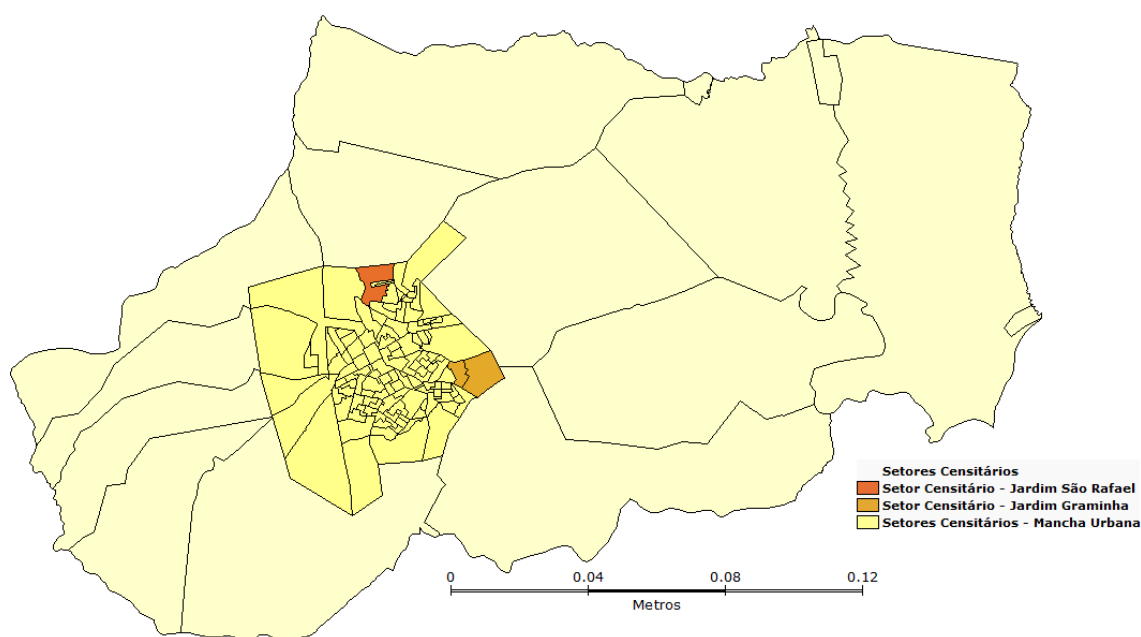 Setores Censitários
Setor Censitário - Jardim São Rafael
Setor Censitário - Jardim Graminha
Setores Censitários - Mancha Urbana
0 0.04 0.08 0.12
Metros